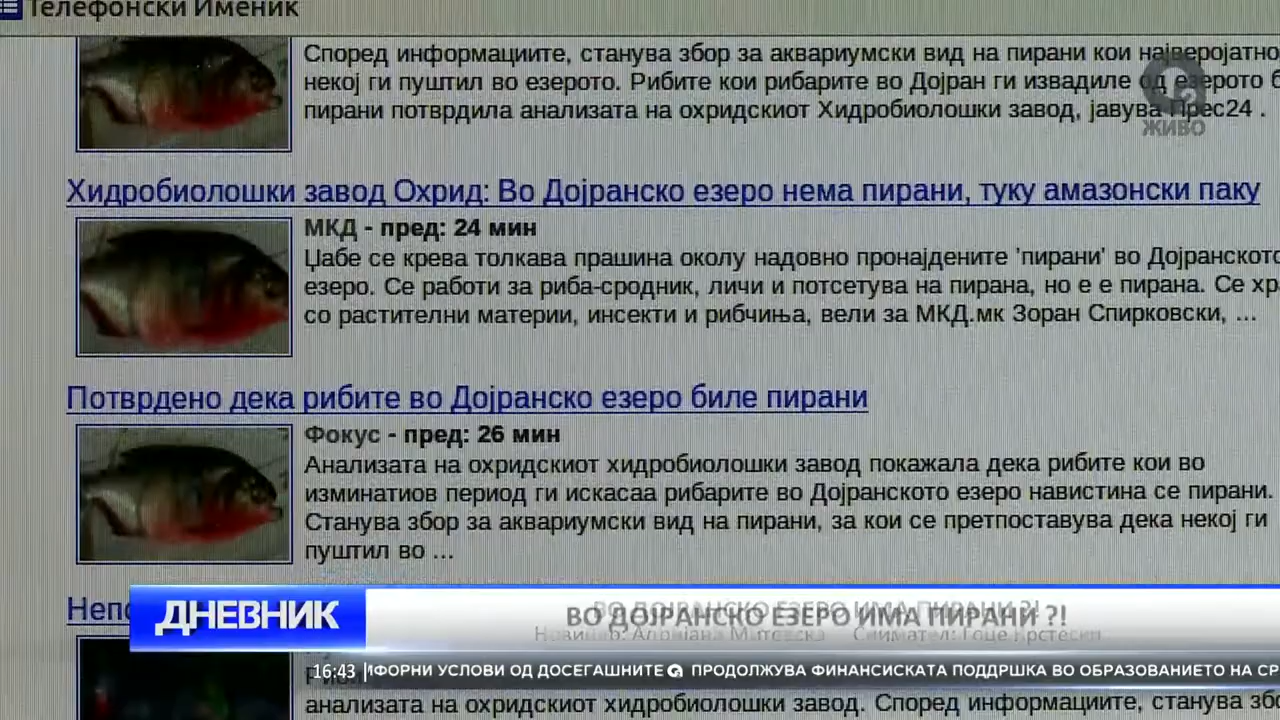 Телефонски Именик
Според информациите, станува збор за аквариумски вид на пирани кои најверојатно
некој ги пуштил во езерото. Рибите кои рибарите во Дојран ги извадиле од езерото
пирани потврдила анализата на охридскиот Хидробиолошки завод, јавува Прес24 .
ЖИВО
Хидробиолошки завод Охрид: Во Дојранско езеро нема пирани, туку амазонски паку
МКД - пред: 24 мин
Џабе се крева толкава прашина околу надовно пронајдените 'пирани' во Дојранското
езеро. Се работи за риба-сродник, личи и потсетува на пирана, но е е пирана. Се
со растителни материи, инсекти и рибчиња, вели за МКД.мк Зоран Спирковски, ...
Потврдено дека рибите во Дојранско езеро биле пирани
Фокус - пред: 26 мин
Анализата на охридскиот хидробиолошки завод покажала дека рибите кои во
изминатиов период ги искасаа рибарите во Дојранското езеро навистина се пирани.
Станува збор за аквариумски вид на пирани, за кои се претпоставува дека некој ги
пуштил во ...
ДНЕВНИК
ВО ДОЈРАНСКО ЕЗЕРО ИМА ПИРАНИ ?!
16:43 ИФОРНИ УСЛОВИ ОД ДОСЕГАШНИТЕ ПРОДОЛЖУВА ФИНАНСИСКАТА ПОДДРШКА ВО ОБРАЗОВАНИЕТО НА СР
анализата на охридскиот хидробиолошки завод. Според информациите, станува